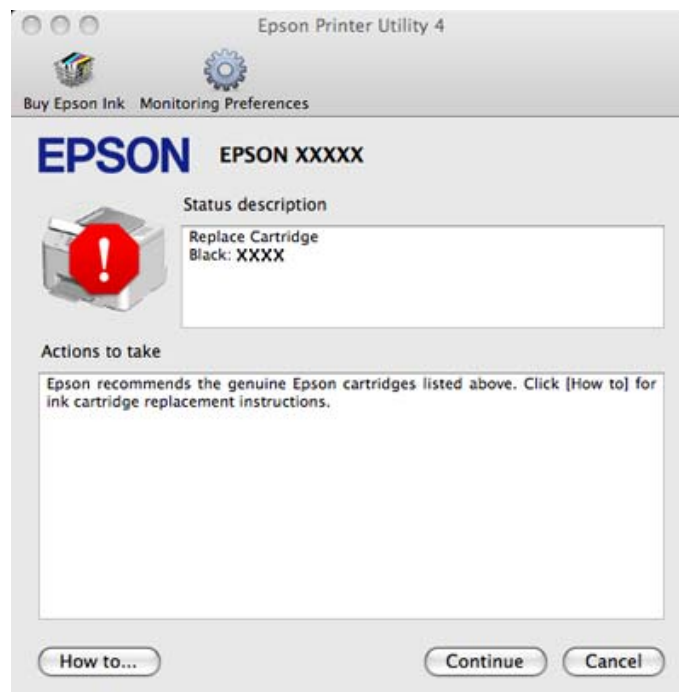 Epson Printer Utility 4
Buy Epson Ink Monitoring Preferences
EPSON EPSON XXXXX
Status description
Replace Cartridge
Black: XXXX
Actions to take
Epson recommends the genuine Epson cartridges listed above. Click [How to] for
ink cartridge replacement instructions.
How to... Continue Cancel